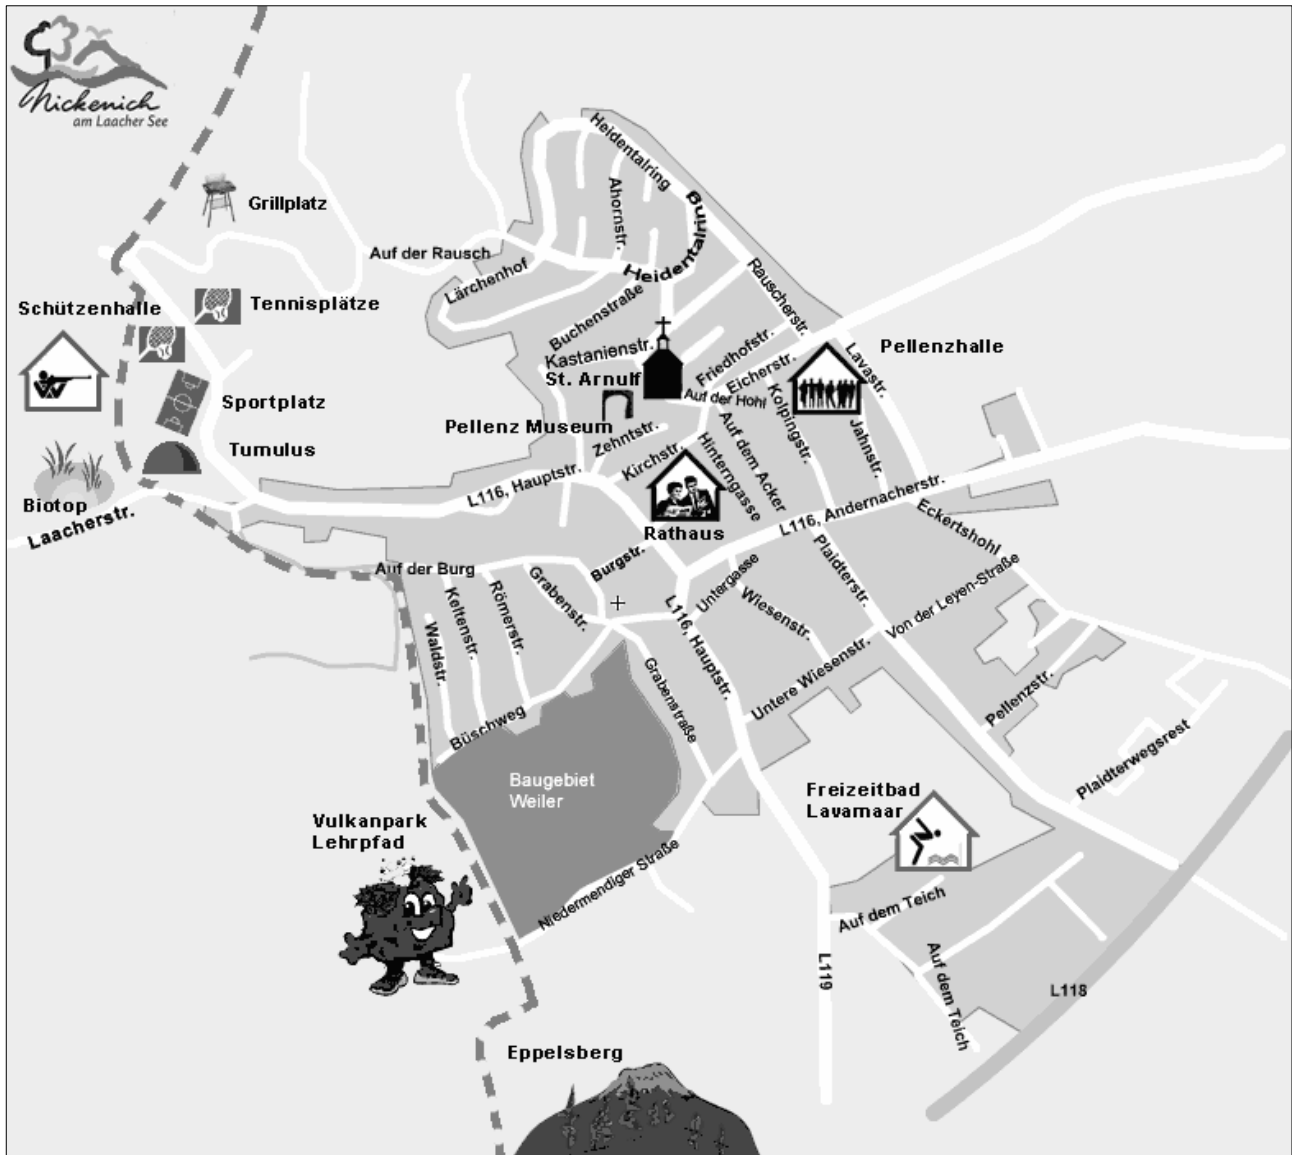 Nickenich
am Laacher See
Heidentalring
Grillplatz
Ahornstr.
Heidentalring
Auf der Rausch
Lärchenhof
Heidentalring
Rauscherstr.
Schützenhalle
Tennisplätze
Buchenstraße
Kastanienstr.
Friedhofstr.
Lavastr.
Pellenzhalle
St. Arnulf
Eicherstr.
Auf der Hohl
Kolpingstr.
Sportplatz
Pellenz Museum
Zehntstr.
Hinterngasse
Auf dem Acker
Jahnstr.
Tumulus
Kirchstr.
L116, Hauptstr.
Biotop
Laacherstr.
Rathaus
L116, Andernacherstr.
Eckertshohl
Auf der Burg
Burgstr.
Plaidterstr.
Keltenstr.
Römerstr.
Grabenstr.
Untergasse
Wiesenstr.
Von der Leyen-Straße
Waldstr.
L116, Hauptstr.
Untere Wiesenstr.
Grabenstraße
Pellenzstr.
Büschweg
Plaidterwegsrest
Baugebiet
Weiler
Freizeitbad
Lavamaar
Vulkanpark
Lehrpfad
Niedermendiger Straße
Auf dem Teich
L119
Auf dem Teich
L118
Eppelsberg